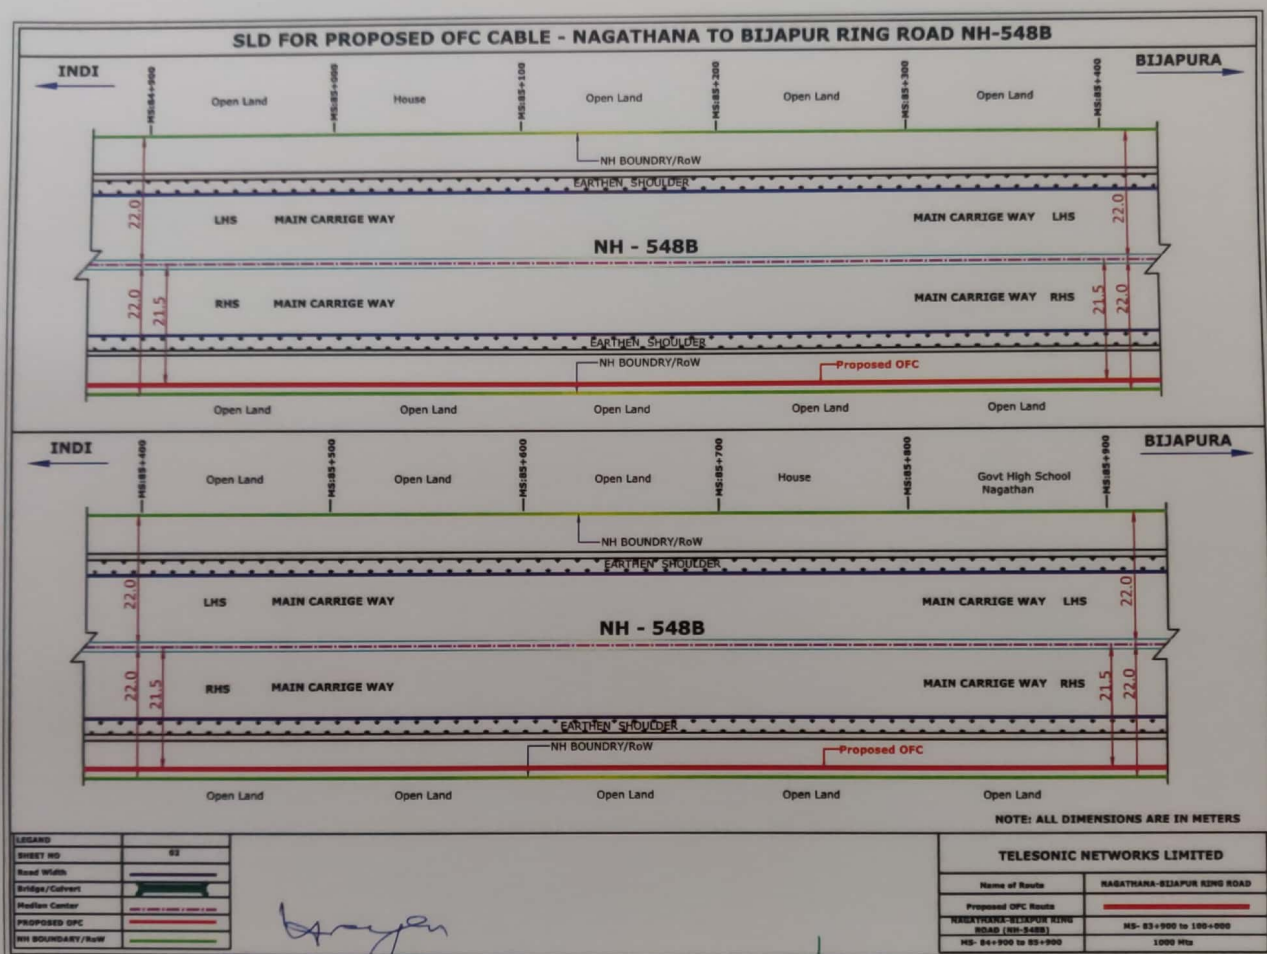 SLD FOR PROPOSED OFC CABLE - NAGATHANA TO BIJAPUR RING ROAD NH-548B
INDI
BIJAPURA
MS:84+900
Open Land
MS:85+000
House
MS:85+100
Open Land
MS:85+200
Open Land
MS:85+300
Open Land
MS:85+400
NH BOUNDRY/RoW
EARTHEN SHOULDER
22.0
LHS MAIN CARRIGE WAY
MAIN CARRIGE WAY LHS
22.0
NH - 548B
22.0
21.5
RHS MAIN CARRIGE WAY
MAIN CARRIGE WAY RHS
21.5
22.0
EARTHEN SHOULDER
NH BOUNDRY/RoW
Proposed OFC
Open Land Open Land Open Land Open Land Open Land
INDI
BIJAPURA
MS:85+400
Open Land
MS:85+500
Open Land
MS:85+600
Open Land
MS:85+700
House
MS:85+800
Govt High School
Nagathan
MS:85+900
NH BOUNDRY/RoW
EARTHEN SHOULDER
22.0
LHS MAIN CARRIGE WAY
MAIN CARRIGE WAY LHS
22.0
NH - 548B
22.0
21.5
RHS MAIN CARRIGE WAY
MAIN CARRIGE WAY RHS
21.5
22.0
EARTHEN SHOULDER
NH BOUNDRY/RoW
Proposed OFC
Open Land Open Land Open Land Open Land Open Land
NOTE: ALL DIMENSIONS ARE IN METERS
LEGAND
SHEET NO 02
Road Width
Bridge/Culvert
Median Center
PROPOSED OFC
NH BOUNDARY/RoW
TELESONIC NETWORKS LIMITED
Name of Route NAGATHANA-BIJAPUR RING ROAD
Proposed OFC Route
NAGATHANA-BIJAPUR RING
ROAD (NH-548B)
MS- 83+900 to 100+000
MS- 84+900 to 85+900 1000 Mts